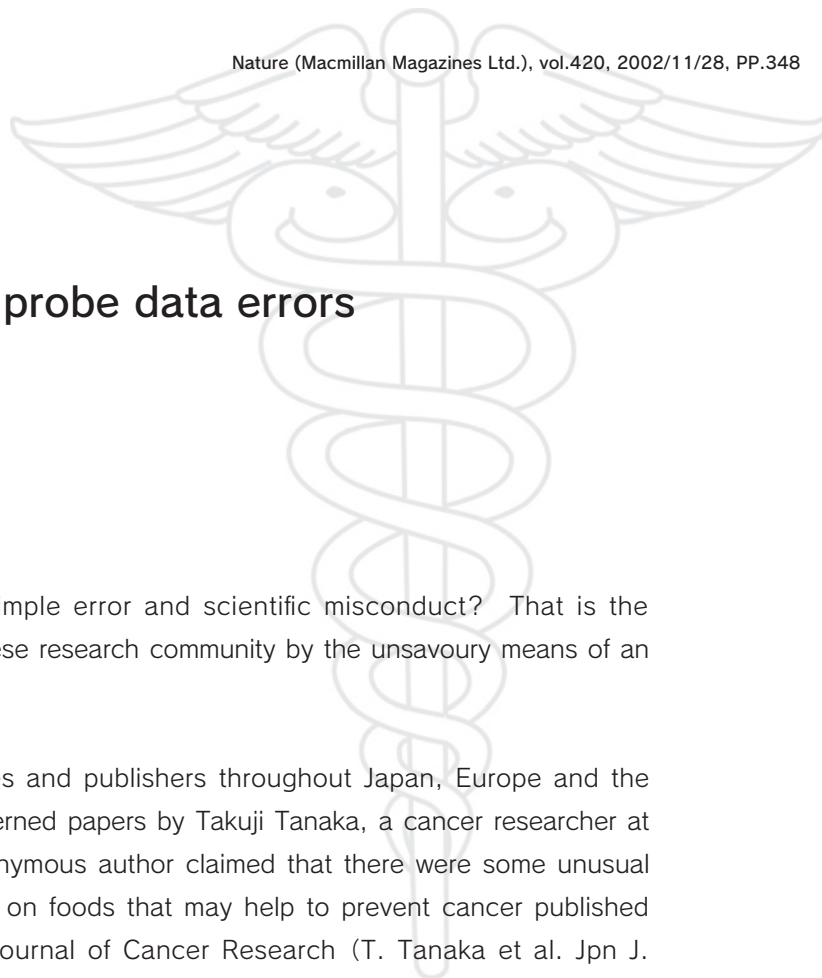 Nature (Macmillan Magazines Ltd.), vol.420, 2002/11/28, PP.348
probe data errors
imple error and scientific misconduct? That is the
ese research community by the unsavoury means of an
es and publishers throughout Japan, Europe and the
erned papers by Takuji Tanaka, a cancer researcher at
nymous author claimed that there were some unusual
on foods that may help to prevent cancer published
ournal of Cancer Research (T. Tanaka et al. Jpn J.